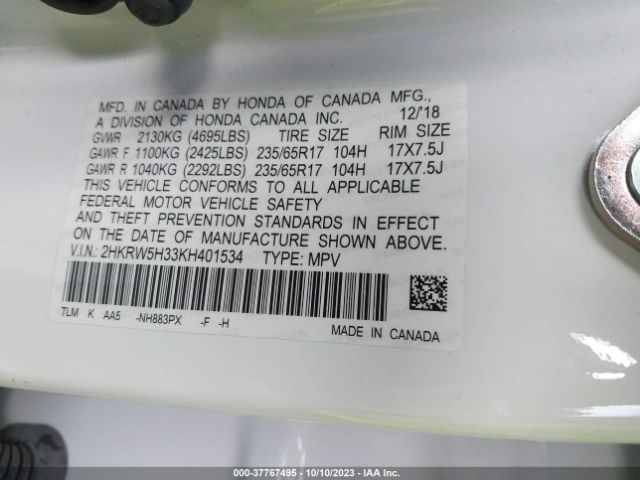 MFD. IN CANADA BY HONDA OF CANADA MFG.,
A DIVISION OF HONDA CANADA INC. 12/'18
GVWR 2130KG (4695LBS) TIRE SIZE RIM SIZE
GAWR F 1100KG (2425LBS) 235/65R17 104H 17X7.5J
GAWR R 1040KG (2292LBS) 235/65R17 104H 17X7.5J
THIS VEHICLE CONFORMS TO ALL APPLICABLE
FEDERAL MOTOR VEHICLE SAFETY
AND THEFT PREVENTION STANDARDS IN EFFECT
ON THE DATE OF MANUFACTURE SHOWN ABOVE.
V.I.N.: 2HKRW5H33KH401534 TYPE: MPV
TLM K AA5 -NH883PX -F -H
MADE IN CANADA
000-37767495 - 10/10/2023 - IAA Inc.